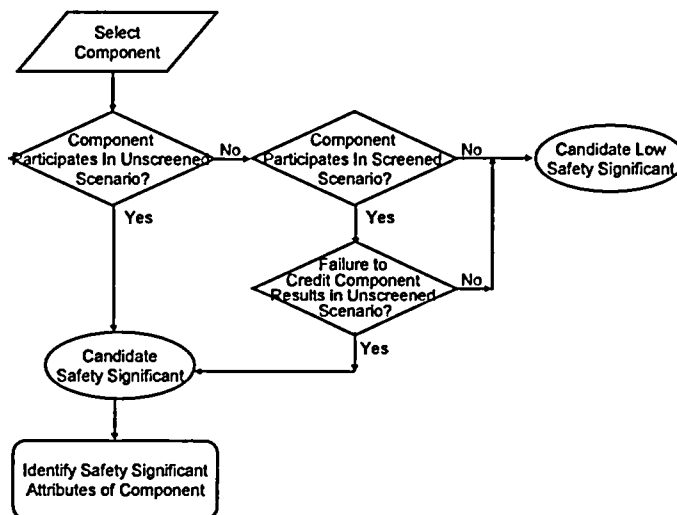 Select
Component
Component
Participates In Unscreened
Scenario?
No
Component
Participates In Screened
Scenario?
No
Candidate Low
Safety Significant
Yes
Yes
Failure to
Credit Component
Results in Unscreened
Scenario?
No
Yes
Candidate
Safety Significant
Identify Safety Significant
Attributes of Component